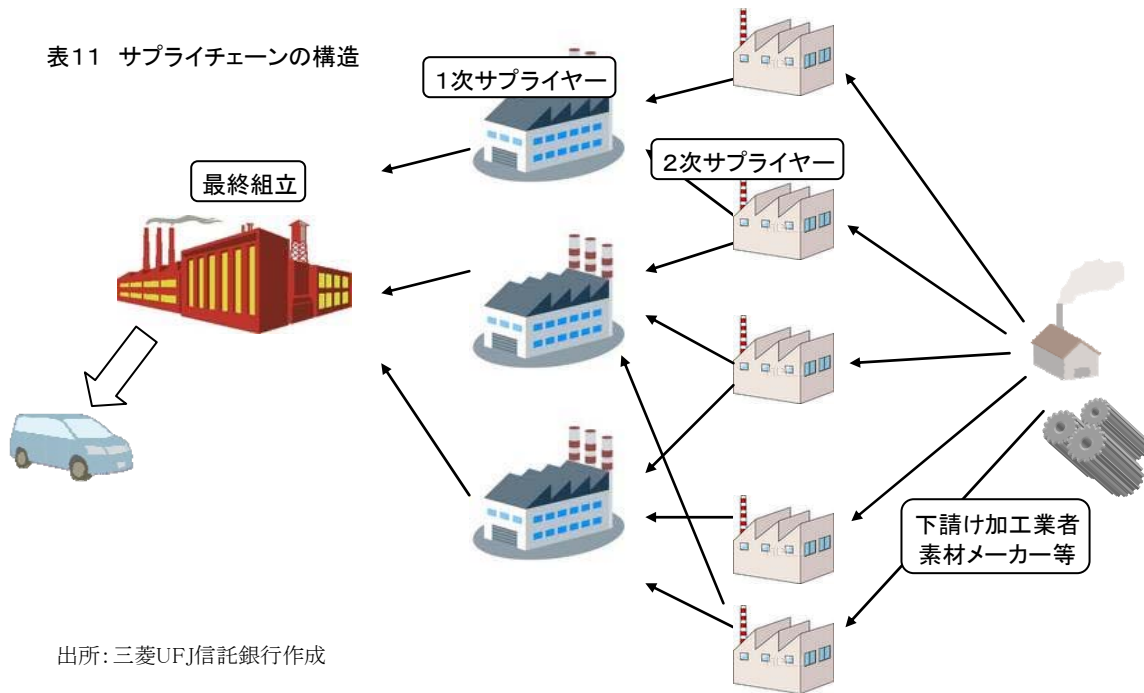 表11　サプライチェーンの構造
1次サプライヤー
2次サプライヤー
最終組立
下請け加工業者
素材メーカー等
出所：三菱UFJ信託銀行作成